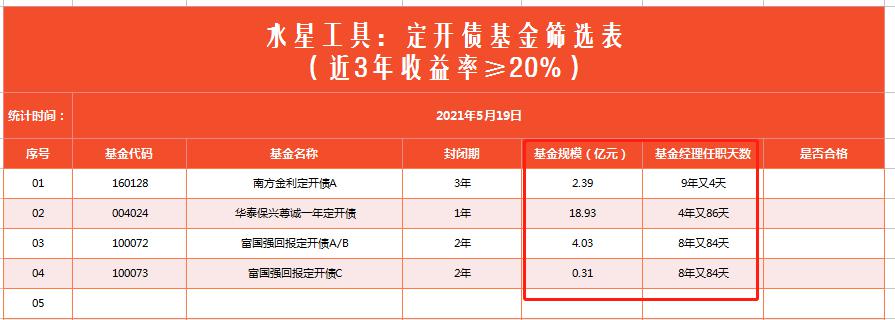 水星工具：定开债基金筛选表
（近3年收益率≥20%）
统计时间： 2021年5月19日
序号 基金代码 基金名称 封闭期 基金规模（亿元） 基金经理任职天数 是否合格
01 160128 南方金利定开债A 3年 2.39 9年又4天
02 004024 华泰保兴尊诚一年定开债 1年 18.93 4年又86天
03 100072 富国强回报定开债A/B 2年 4.03 8年又84天
04 100073 富国强回报定开债C 2年 0.31 8年又84天
05